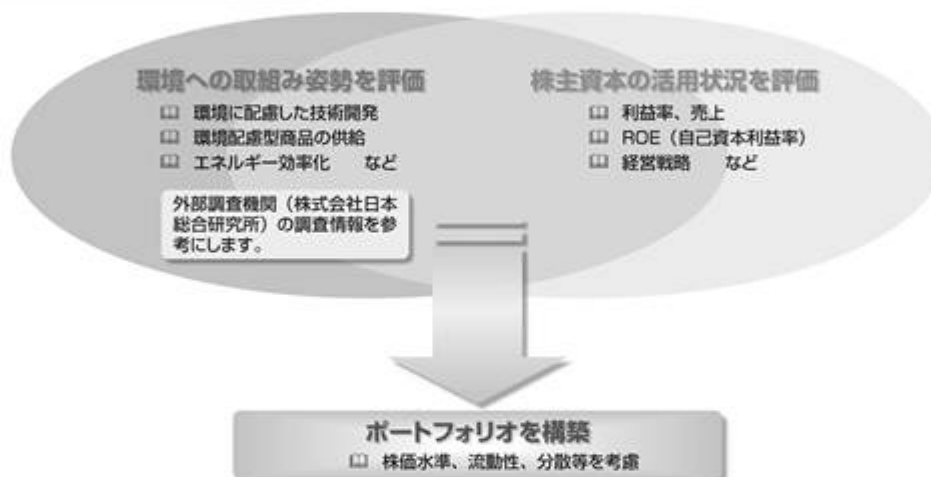 環境への取組み姿勢を評価
環境に配慮した技術開発
環境配慮型商品の供給
エネルギー効率化 など
外部調査機関（株式会社日本
総合研究所）の調査情報を参
考にします。
株主資本の活用状況を評価
利益率、売上
ROE（自己資本利益率）
経営戦略 など
ポートフォリオを構築
株価水準、流動性、分散等を考慮